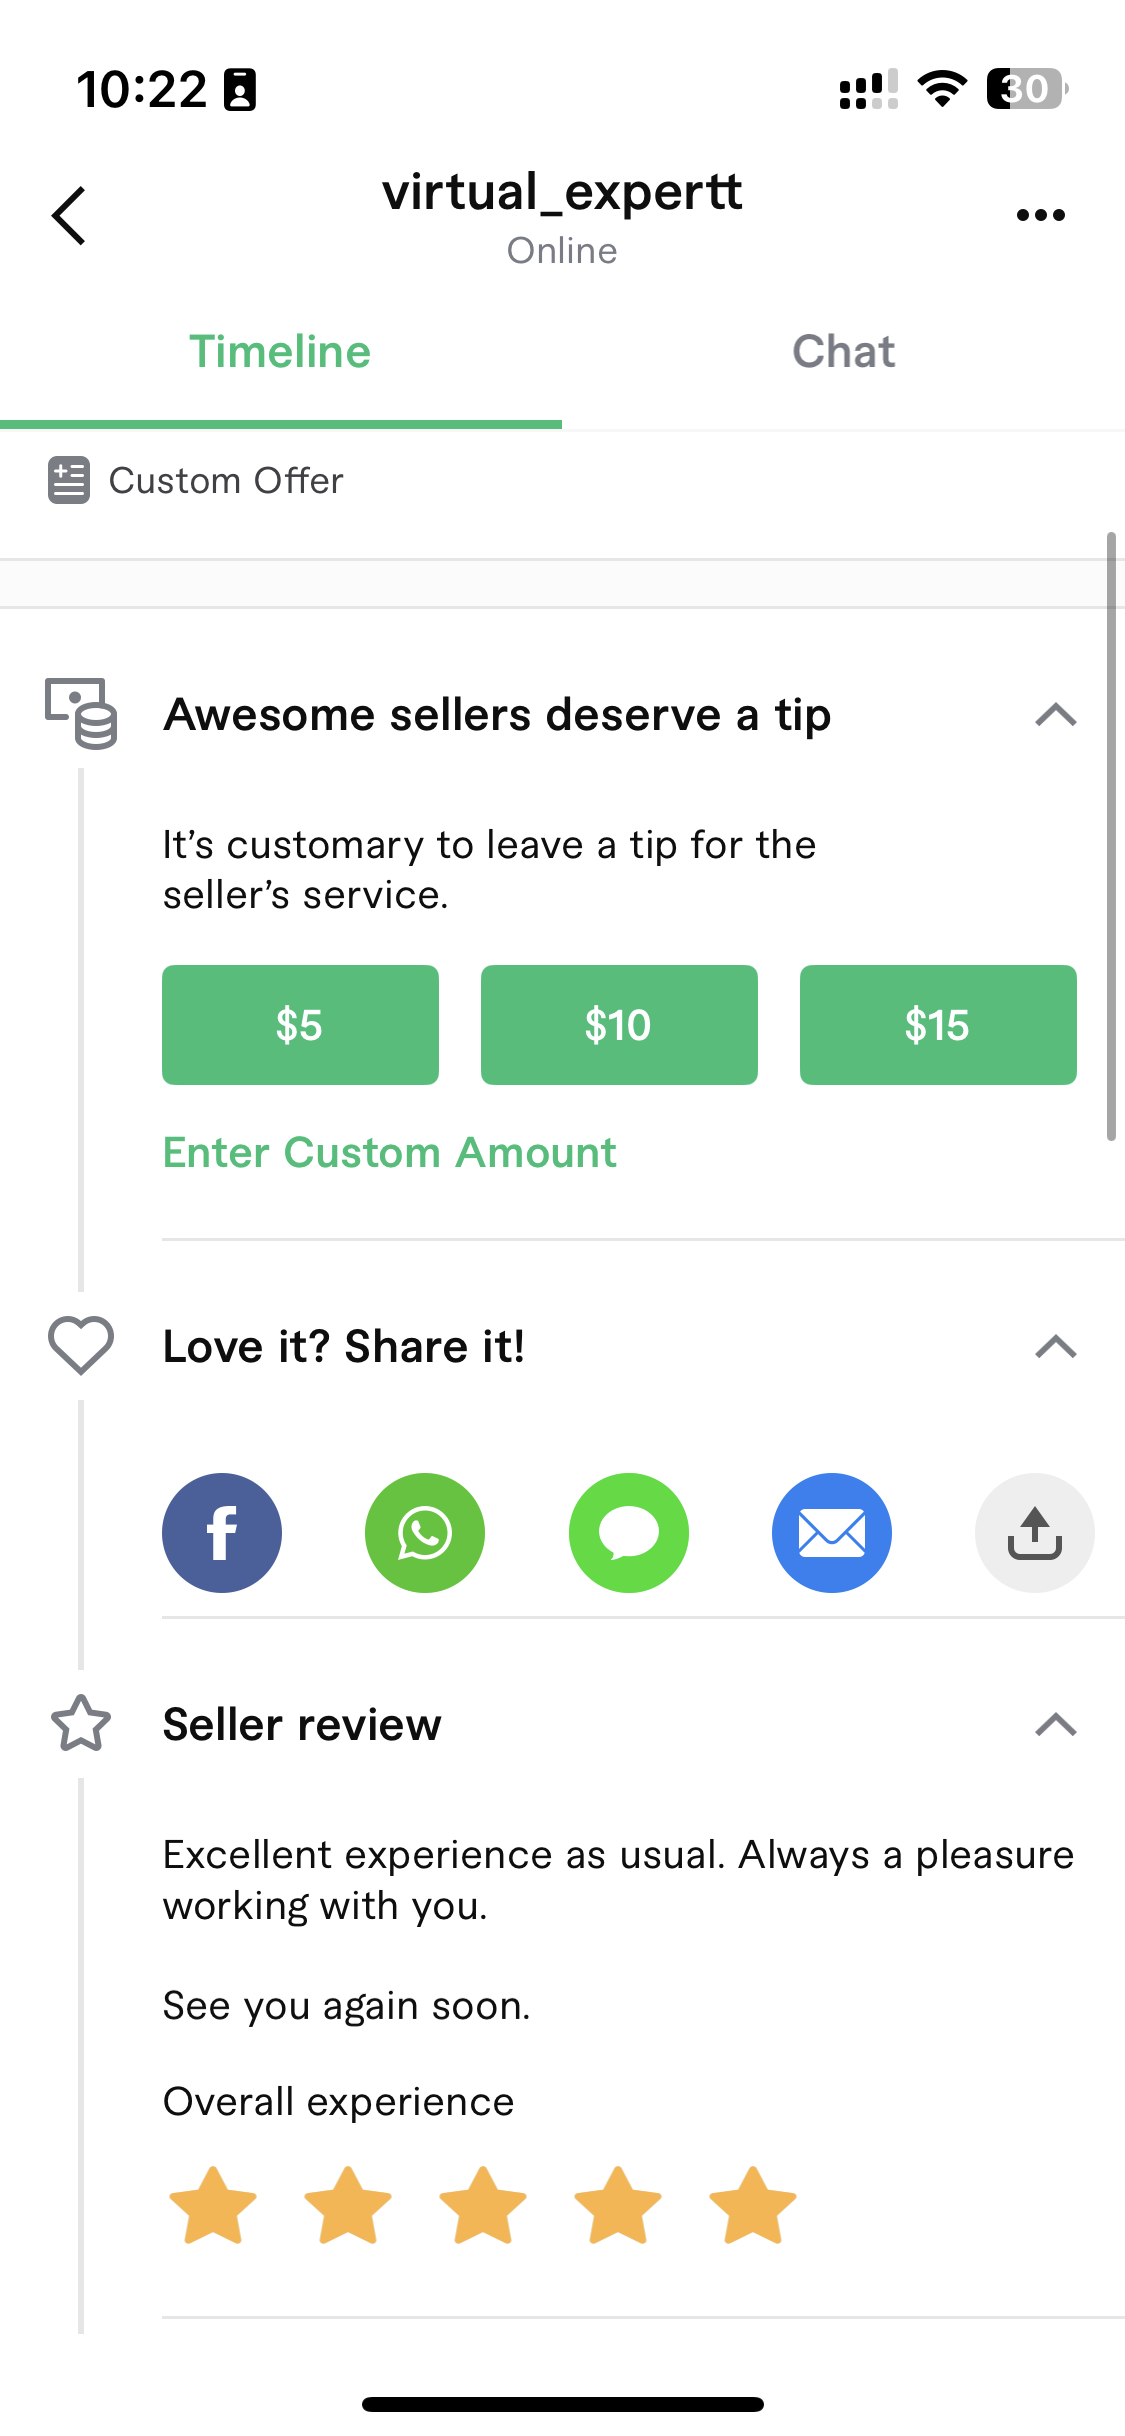 10:22
30
virtual_expertt
Online
Timeline
Chat
Custom Offer
Awesome sellers deserve a tip
It’s customary to leave a tip for the
seller’s service.
$5
$10
$15
Enter Custom Amount
Love it? Share it!
Seller review
Excellent experience as usual. Always a pleasure
working with you.
See you again soon.
Overall experience